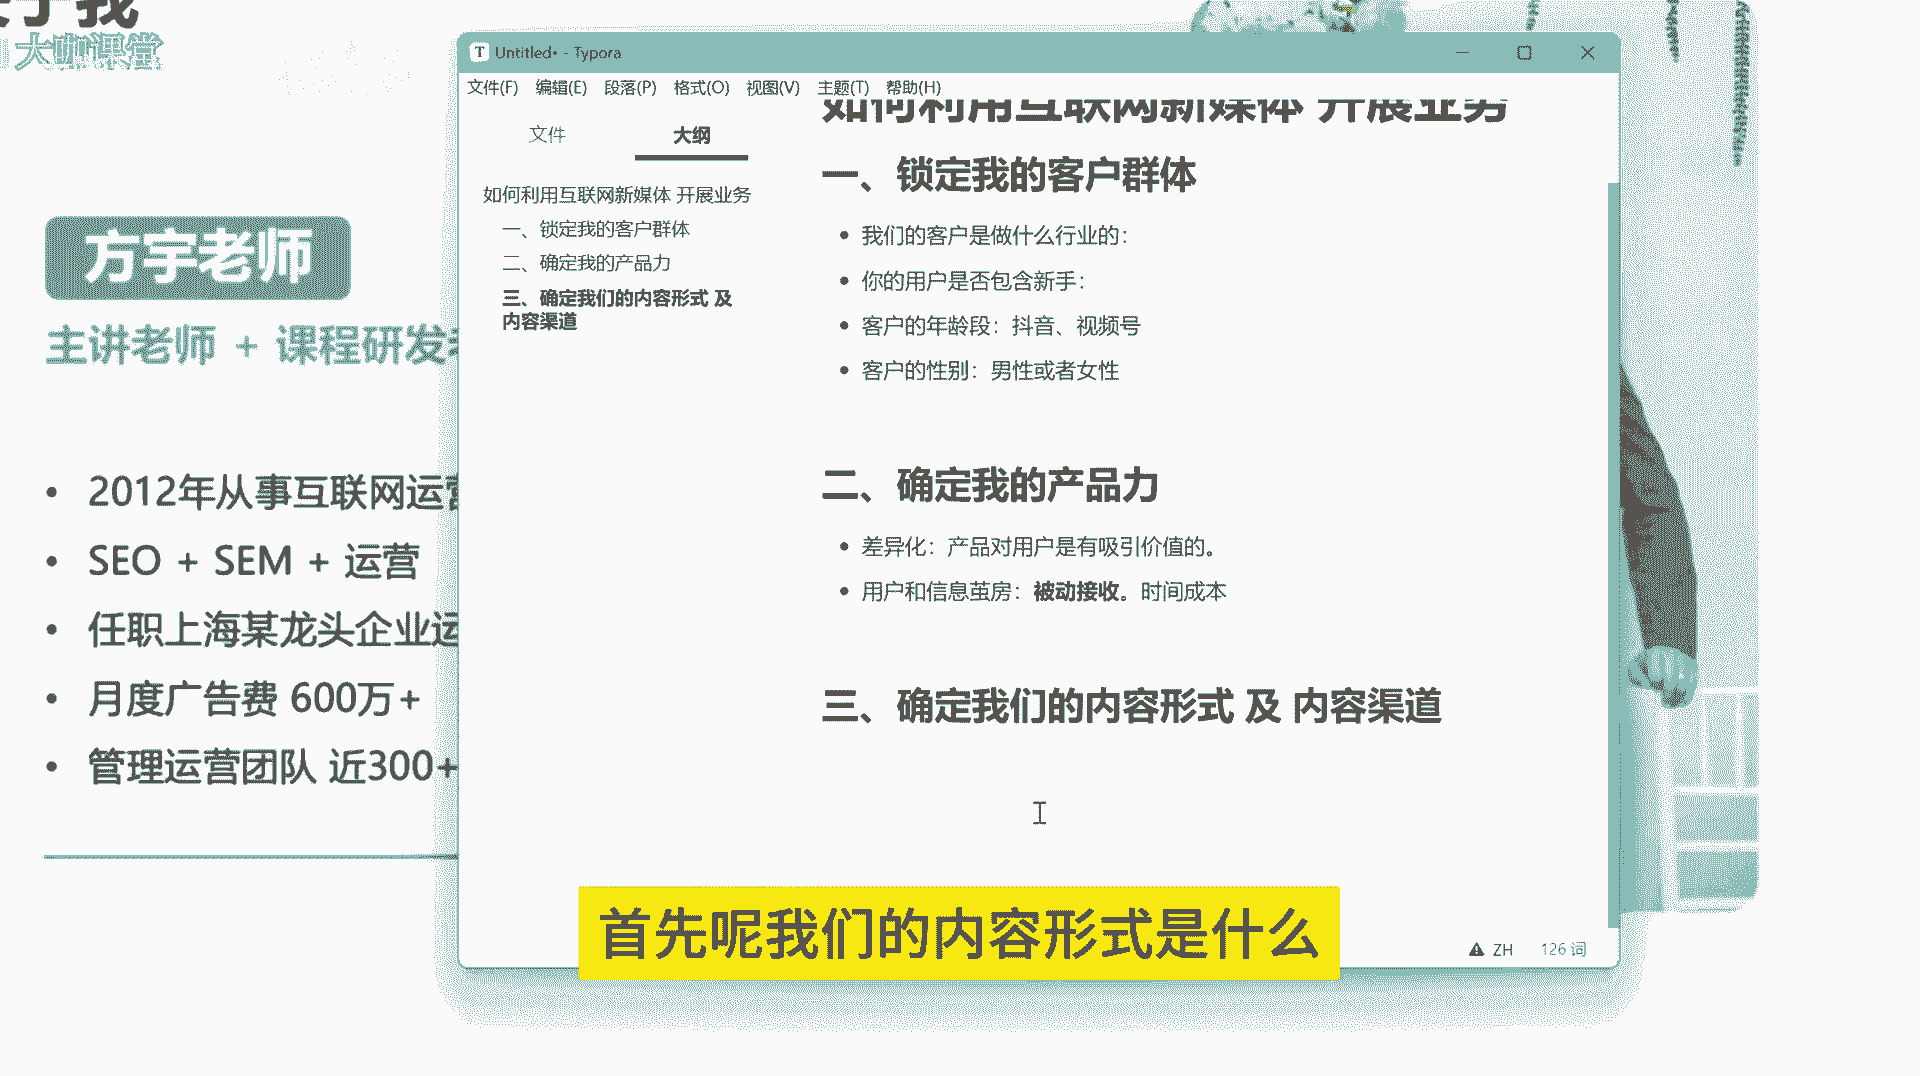 大咖课堂
方宇老师
主讲老师 + 课程研发
• 2012年从事互联网运营
• SEO + SEM + 运营
• 任职上海某龙头企业运
• 月度广告费 600万+
• 管理运营团队 近300+
Untitled• - Typora
文件(F) 编辑(E) 段落(P) 格式(O) 视图(V) 主题(T) 帮助(H)
文件 大纲
如何利用互联网新媒体 开展业务
一、锁定我的客户群体
二、确定我的产品力
三、确定我们的内容形式 及
内容渠道
如何利用互联网新媒体 开展业务
一、锁定我的客户群体
• 我们的客户是做什么行业的：
• 你的用户是否包含新手：
• 客户的年龄段：抖音、视频号
• 客户的性别：男性或者女性
二、确定我的产品力
• 差异化：产品对用户是有吸引价值的。
• 用户和信息茧房：被动接收。时间成本
三、确定我们的内容形式 及 内容渠道
首先呢我们的内容形式是什么
ZH 126 词